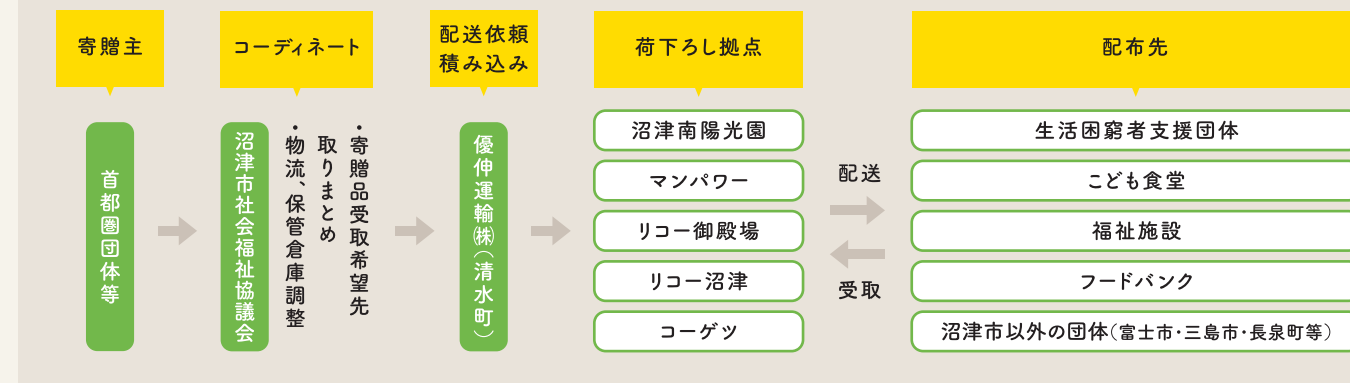 寄贈主
首都圏団体等
コーディネート
沼津市社会福祉協議会
・寄贈品受取希望先
取りまとめ
・物流、保管倉庫調整
配送依頼
積み込み
優伸運輸㈱（清水町）
荷下ろし拠点
沼津南陽光園
マンパワー
リコー御殿場
リコー沼津
コーゲツ
配送
受取
配布先
生活困窮者支援団体
こども食堂
福祉施設
フードバンク
沼津市以外の団体（富士市・三島市・長泉町等）